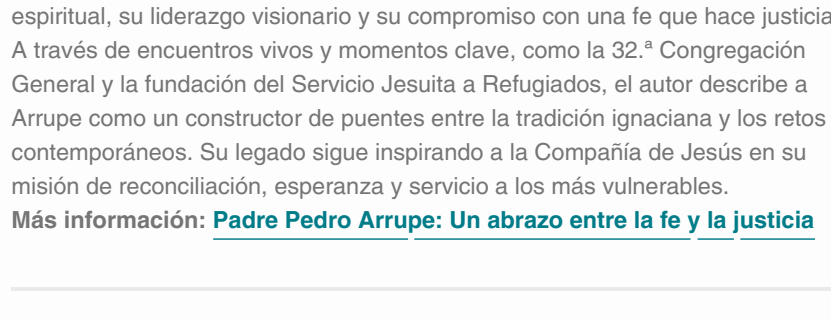 espiritual, su liderazgo visionario y su compromiso con una fe que hace justicia
A través de encuentros vivos y momentos clave, como la 32.ª Congregación
General y la fundación del Servicio Jesuita a Refugiados, el autor describe a
Arrupe como un constructor de puentes entre la tradición ignaciana y los retos
contemporáneos. Su legado sigue inspirando a la Compañía de Jesús en su
misión de reconciliación, esperanza y servicio a los más vulnerables.
Más información: Padre Pedro Arrupe: Un abrazo entre la fe y la justicia